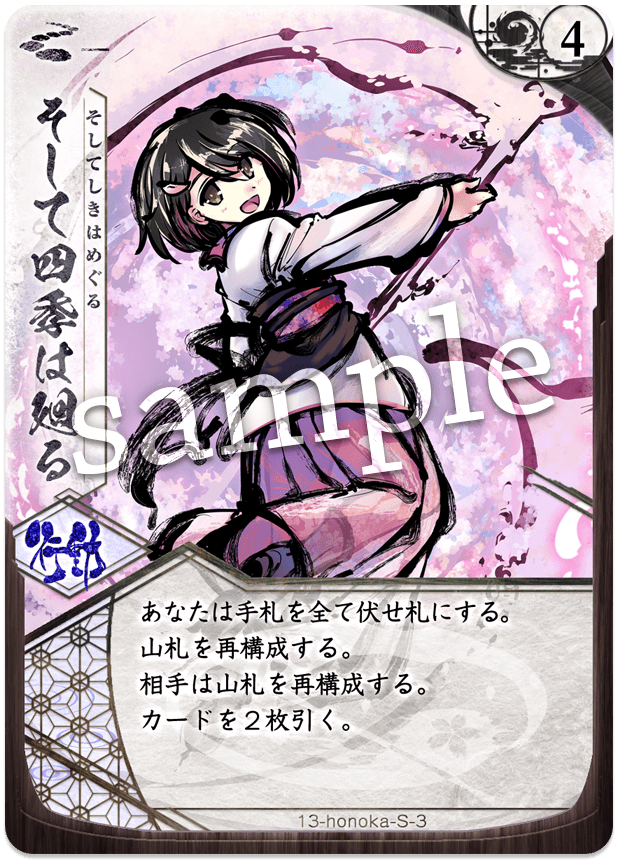 4
そして四季は廻る
そしてしきはめぐる
sample
行動
あなたは手札を全て伏せ札にする。
山札を再構成する。
相手は山札を再構成する。
カードを２枚引く。
13-honoka-S-3